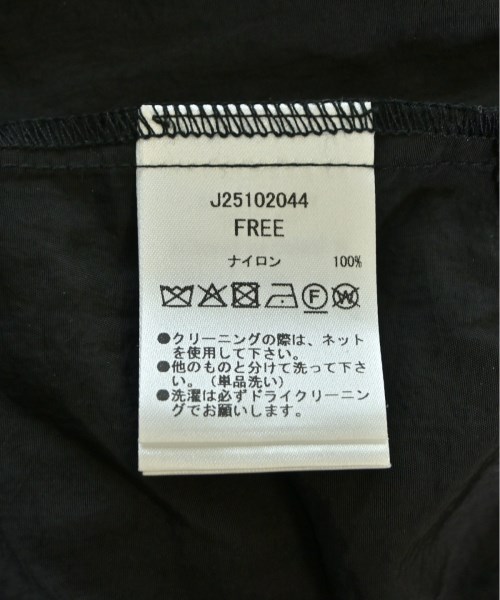 J25102044
FREE
ナイロン 100%
●クリーニングの際は、ネット
を使用して下さい。
●他のものと分けて洗って下さ
い。(単品洗い)
●洗濯は必ずドライクリーニン
グでお願いします。